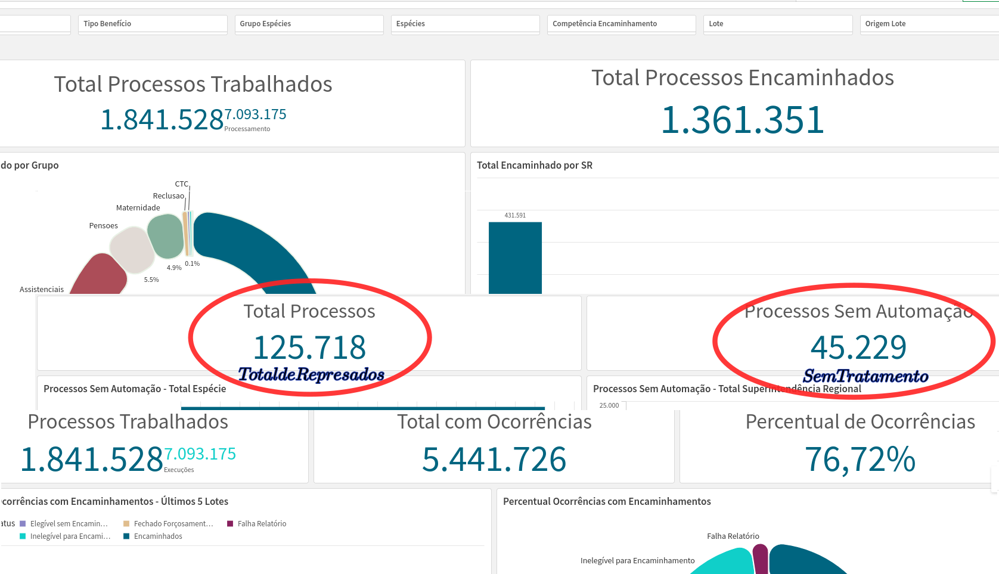 Tipo Benefício
Grupo Espécies
Espécies
Competência Encaminhamento
Lote
Origem Lote
Total Processos Trabalhados
1.841.528 7.093.175
Processamento
Total Processos Encaminhados
1.361.351
do por Grupo
CTC
Reclusao
Maternidade
Pensoes
Assistenciais
4.9%
0.1%
5.5%
Total Encaminhado por SR
431.591
Total Processos
125.718
TotaldeRepresados
Processos Sem Automação
45.229
SemTratamento
Processos Sem Automação - Total Espécie
Processos Sem Automação - Total Superintendência Regional
25.000
Processos Trabalhados
1.841.528 7.093.175
Execuções
Total com Ocorrências
5.441.726
Percentual de Ocorrências
76,72%
corrências com Encaminhamentos - Últimos 5 Lotes
atus
Elegível sem Encamin...
Fechado Forçosament...
Falha Relatório
Inelegível para Encami...
Encaminhados
Percentual Ocorrências com Encaminhamentos
Falha Relatório
Inelegível para Encaminhamento